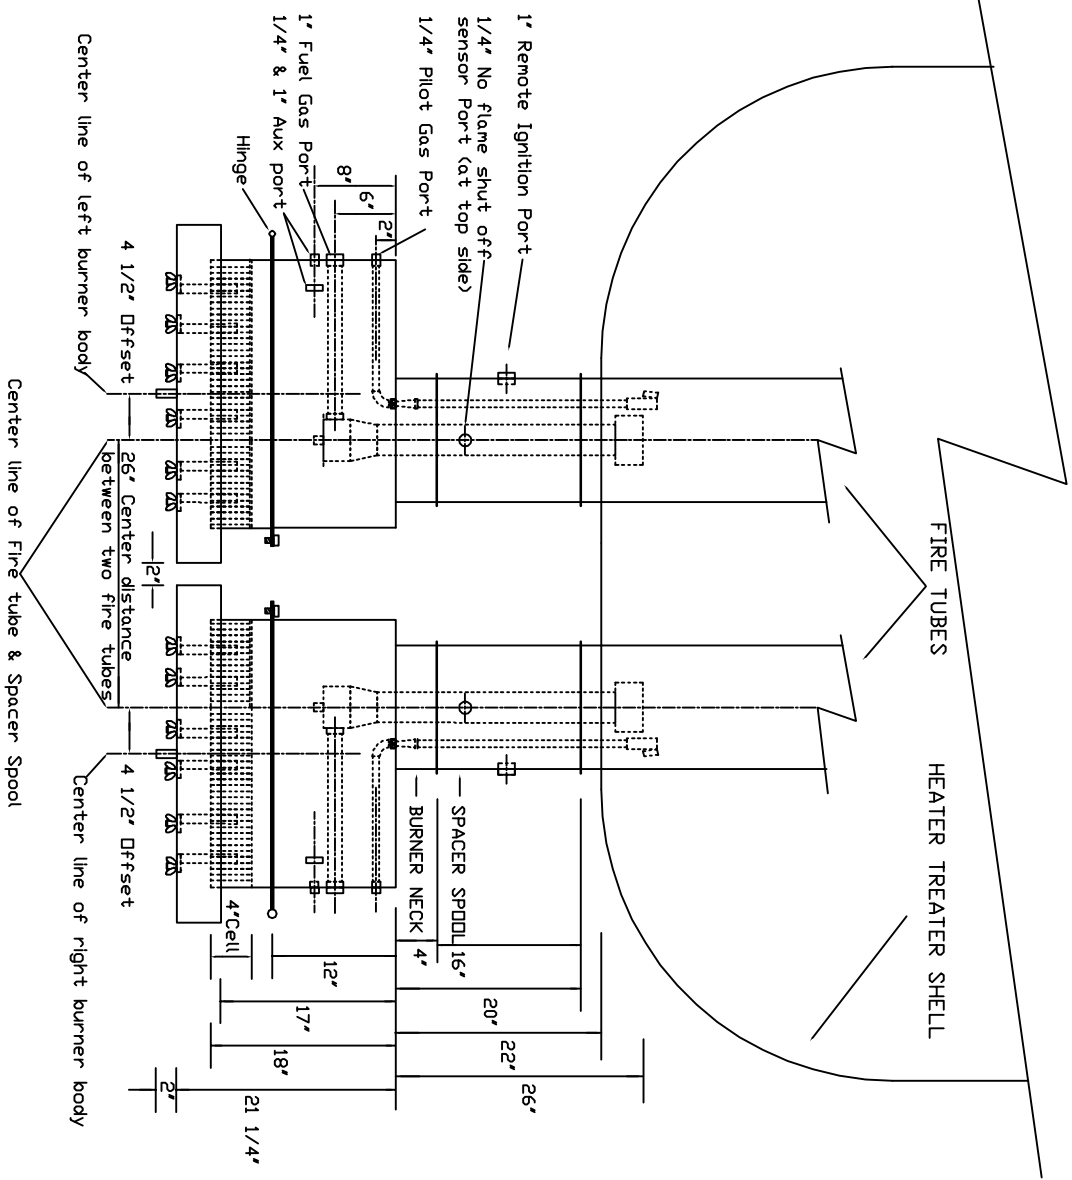 FIRE TUBES
HEATER TREATER SHELL
1" Remote Ignition Port
1/4" No flame shut off
sensor Port (at top side)
1/4" Pilot Gas Port
1" Fuel Gas Port
1/4" & 1" Aux port
Hinge
8"
6"
2"
SPACER SPOOL
BURNER NECK
4"
16"
20"
22"
26"
12"
17"
18"
21 1/4"
2"
4"Cell
4 1/2" Offset
26" Center distance
between two fire tubes
2"
4 1/2" Offset
Center line of left burner body
Center line of right burner body
Center line of Fire tube & Spacer Spool